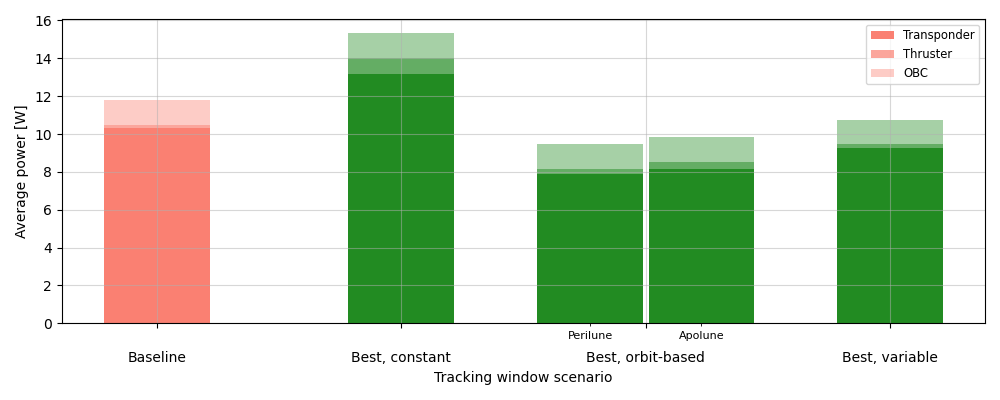 16
14
12
10
8
6
4
2
0
Average power [W]
Transponder
Thruster
OBC
Perilune
Apolune
Baseline
Best, constant
Best, orbit-based
Best, variable
Tracking window scenario